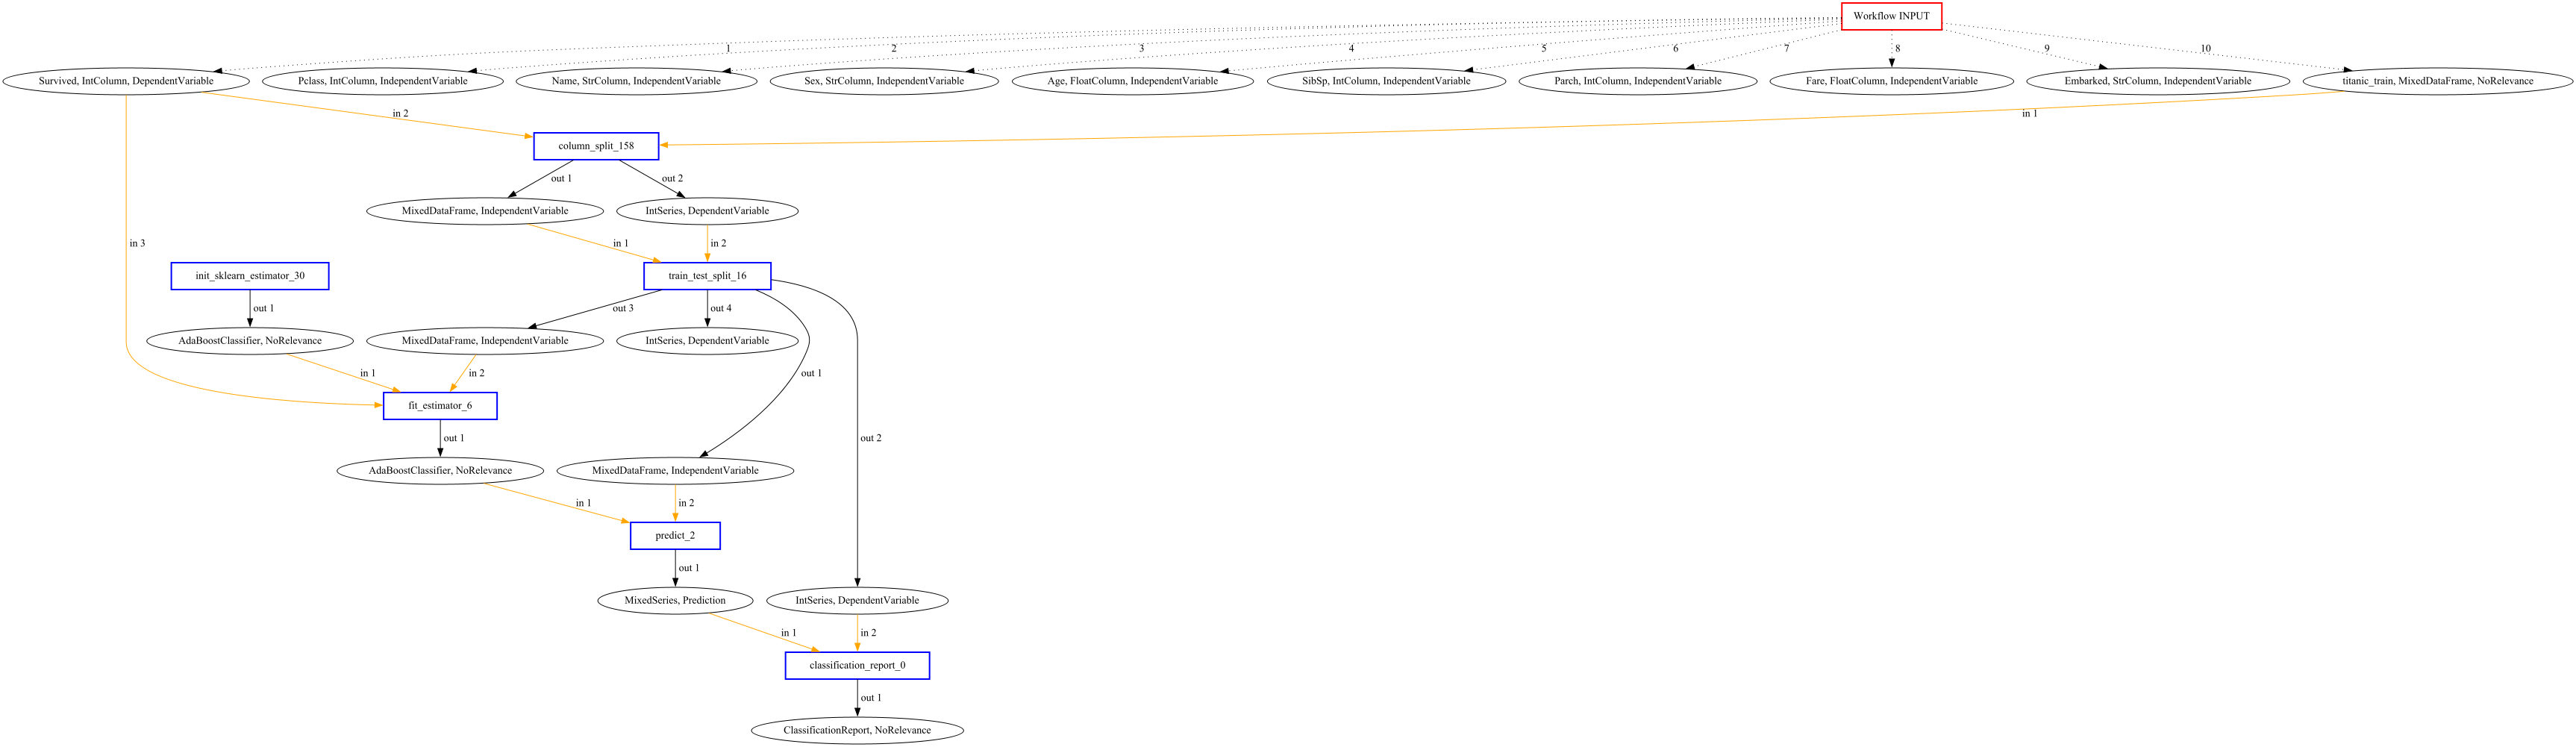 Workflow INPUT
1
2
3
4
5
6
7
8
9
10
Survived, IntColumn, DependentVariable
Pclass, IntColumn, IndependentVariable
Name, StrColumn, IndependentVariable
Sex, StrColumn, IndependentVariable
Age, FloatColumn, IndependentVariable
SibSp, IntColumn, IndependentVariable
Parch, IntColumn, IndependentVariable
Fare, FloatColumn, IndependentVariable
Embarked, StrColumn, IndependentVariable
titanic_train, MixedDataFrame, NoRelevance
in 2
in 1
column_split_158
out 1
out 2
MixedDataFrame, IndependentVariable
IntSeries, DependentVariable
in 3
in 1
in 2
init_sklearn_estimator_30
train_test_split_16
out 1
out 3
out 4
AdaBoostClassifier, NoRelevance
MixedDataFrame, IndependentVariable
IntSeries, DependentVariable
in 1
in 2
out 1
fit_estimator_6
out 1
out 2
AdaBoostClassifier, NoRelevance
MixedDataFrame, IndependentVariable
in 1
in 2
predict_2
out 1
MixedSeries, Prediction
IntSeries, DependentVariable
in 1
in 2
classification_report_0
out 1
ClassificationReport, NoRelevance